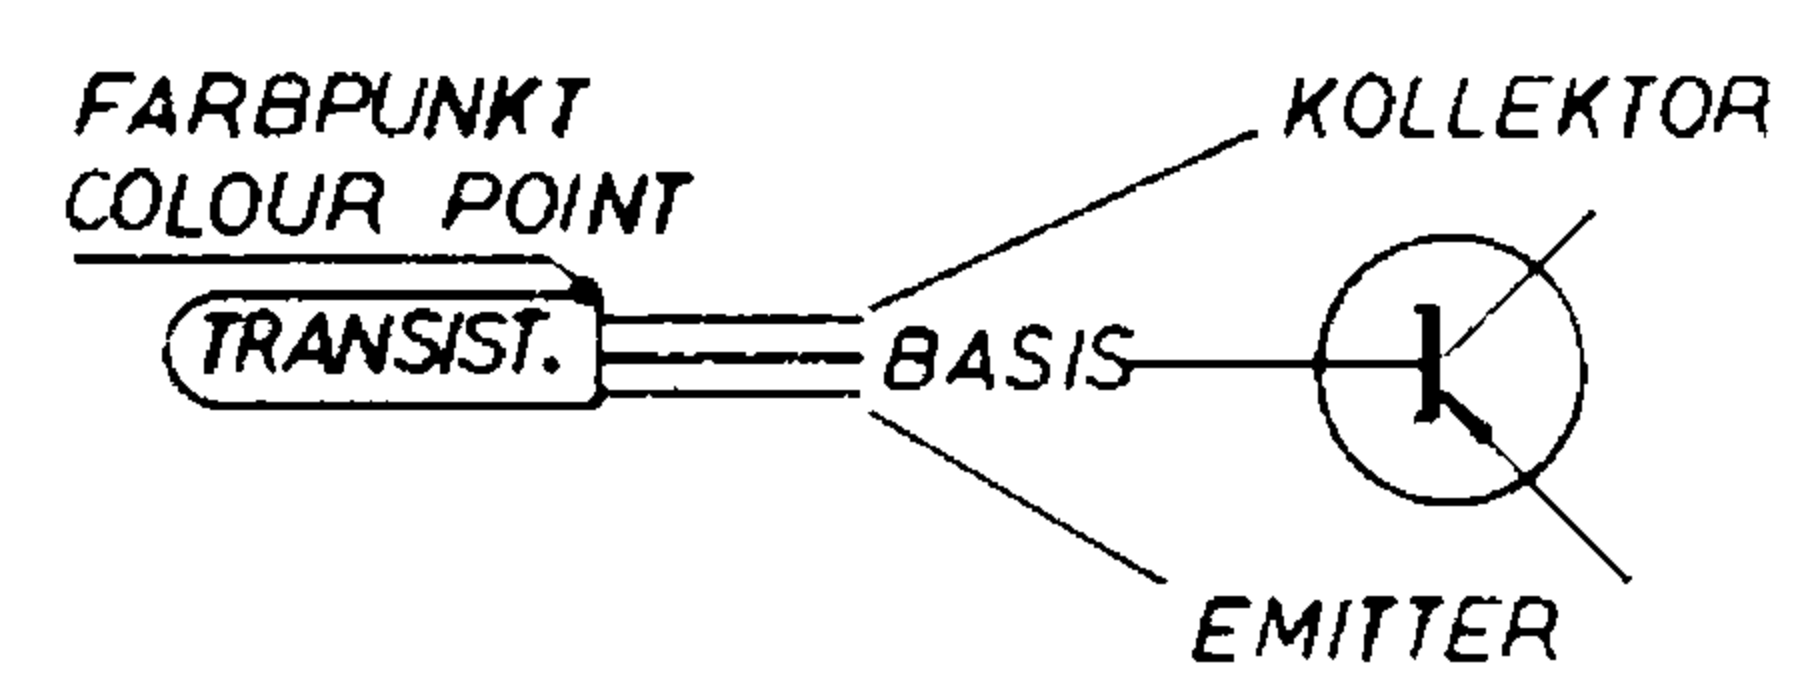 FARBPUNKT
COLOUR POINT
TRANSIST.
KOLLEKTOR
BASIS
EMITTER